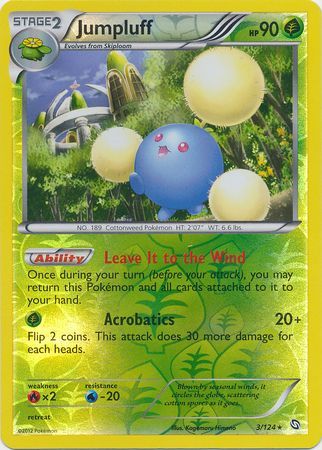 STAGE2
Jumpluff
HP 90
Evolves from Skiploom
NO. 189 Cottonweed Pokémon HT: 2'07" WT: 6.6 lbs.
Ability Leave It to the Wind
Once during your turn (before your attack), you may
return this Pokémon and all cards attached to it to
your hand.
Acrobatics 20+
Flip 2 coins. This attack does 30 more damage for
each heads.
weakness resistance
×2 -20
retreat
Blown by seasonal winds, it
circles the globe, scattering
cotton spores as it goes.
©2012 Pokémon
Illus. Kagemaru Himeno
3/124 ★